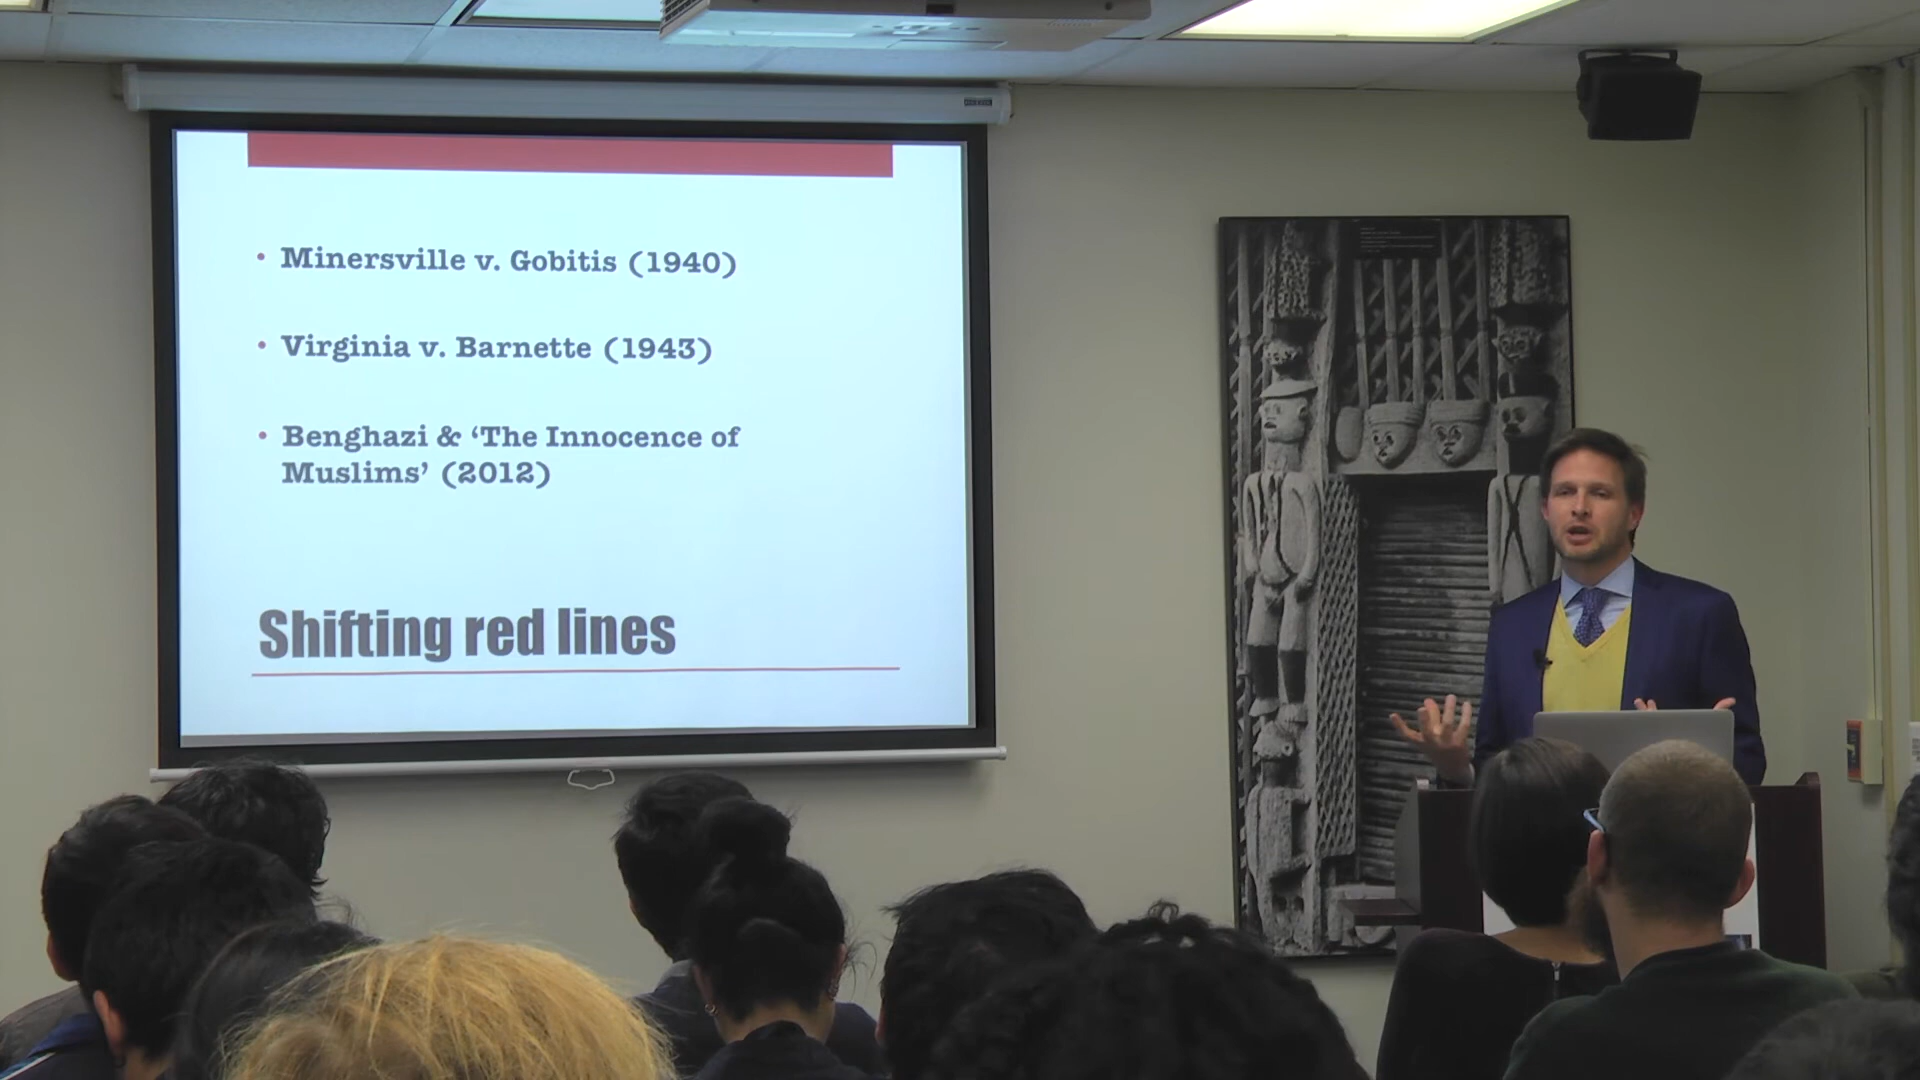 • Minersville v. Gobitis (1940)
• Virginia v. Barnette (1943)
• Benghazi & ‘The Innocence of
Muslims’ (2012)
Shifting red lines